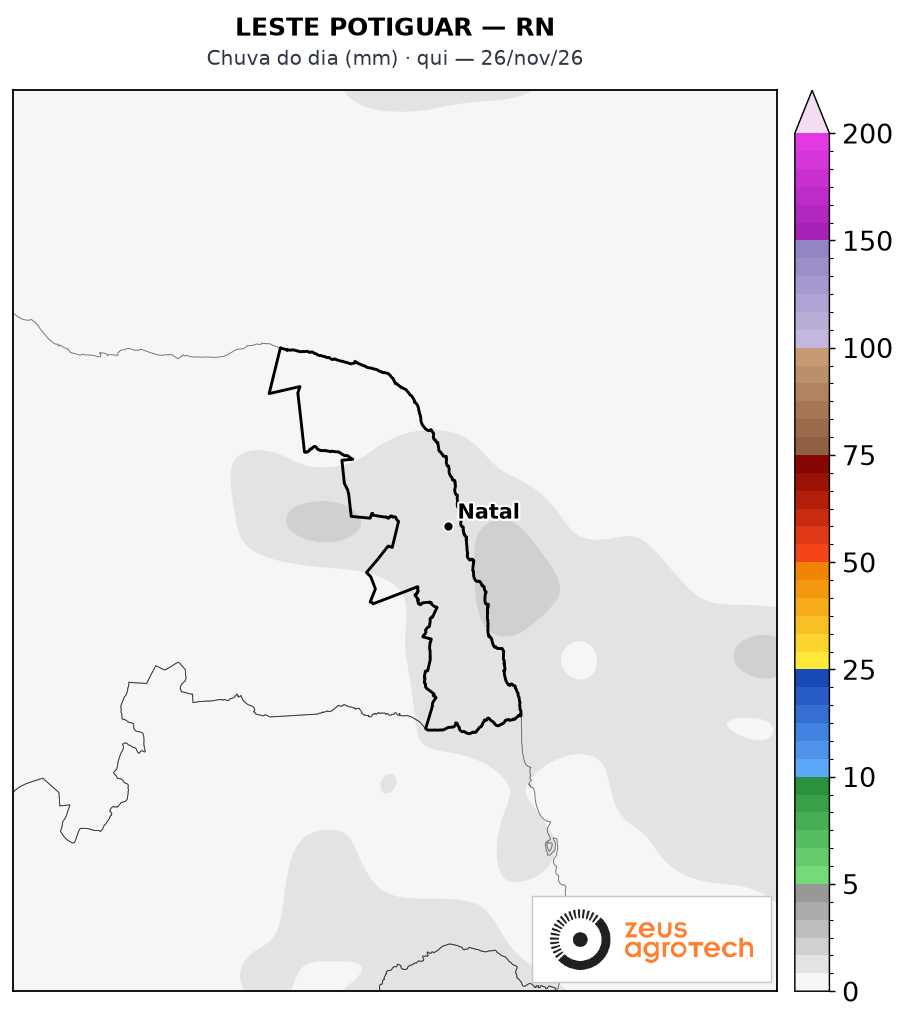 LESTE POTIGUAR — RN
Chuva do dia (mm) · qui — 26/nov/26
200
150
100
75
50
25
10
5
0
Natal
zeus
agrotech